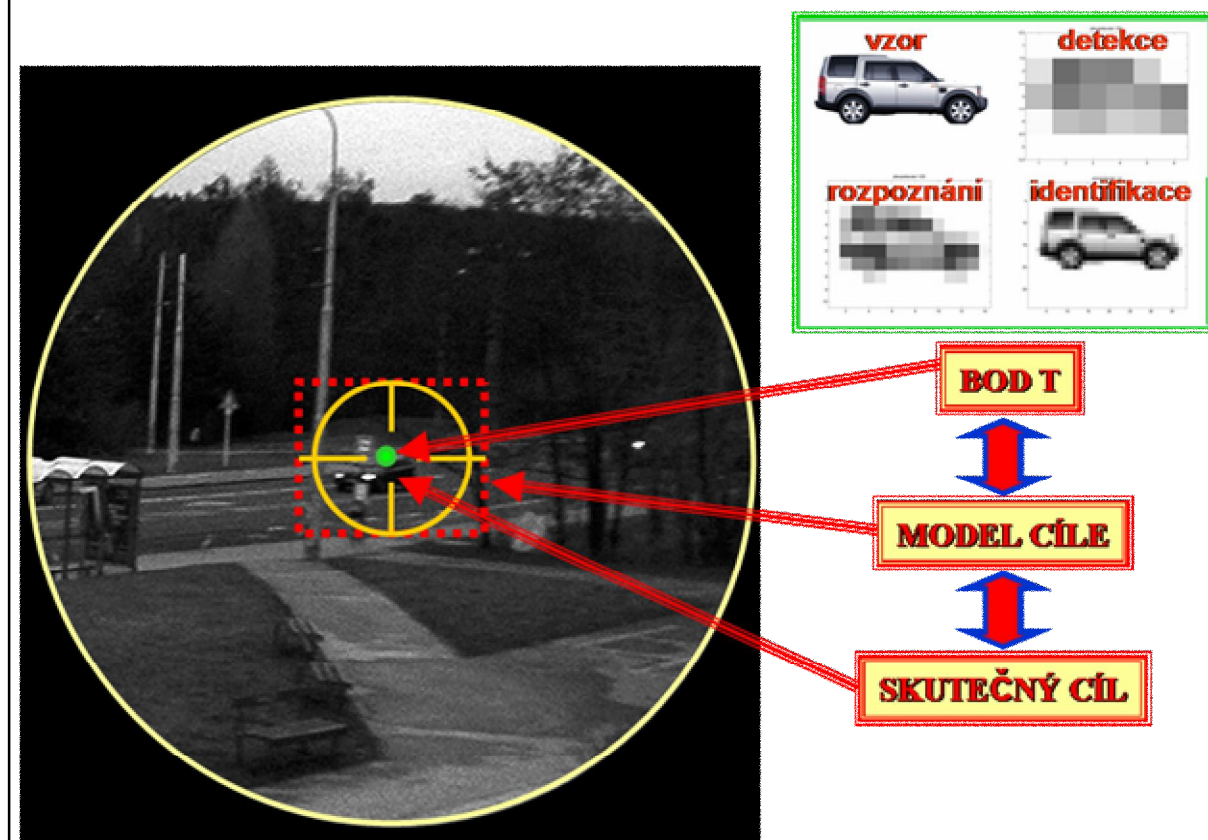 vzor
detekce
rozpoznání
identifikace
BOD T
MODEL CÍLE
SKUTEČNÝ CÍL